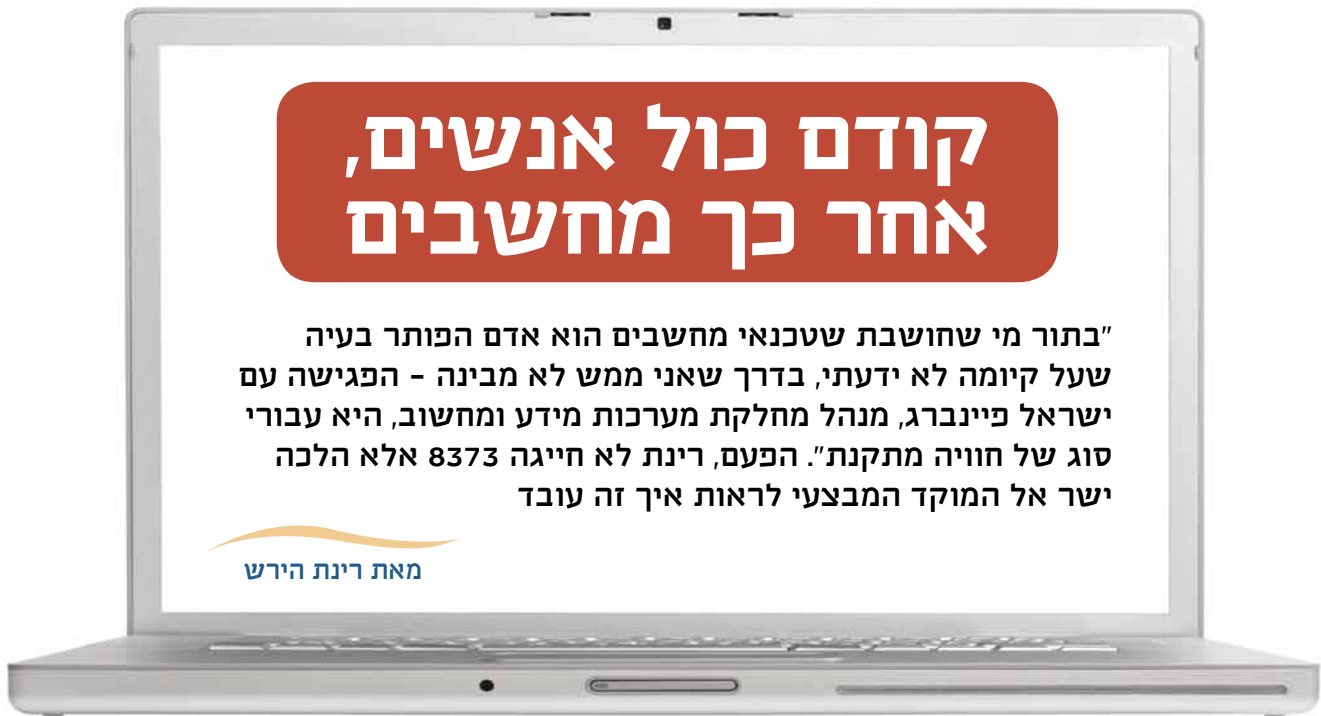 קודם כול אנשים,
אחר כך מחשבים
"בתור מי שחושבת שטכנאי מחשבים הוא אדם הפותר בעיה
שעל קיומה לא ידעתי, בדרך שאני ממש לא מבינה – הפגישה עם
ישראל פיינברג, מנהל מחלקת מערכות מידע ומחשוב, היא עבורי
סוג של חוויה מתקנת". הפעם, רינת לא חייגה 8373 אלא הלכה
ישר אל המוקד המבצעי לראות איך זה עובד
מאת רינת הירש